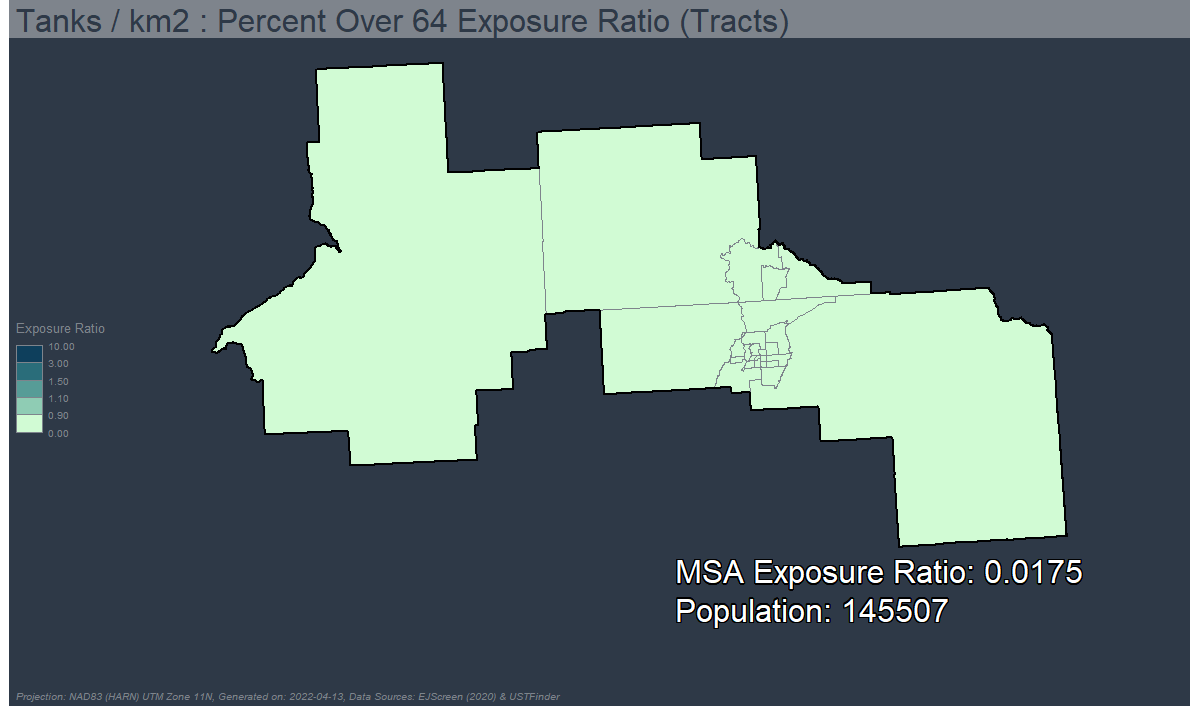 Tanks / km2 : Percent Over 64 Exposure Ratio (Tracts)
Exposure Ratio
10.00
3.00
1.50
1.10
0.90
0.00
MSA Exposure Ratio: 0.0175
Population: 145507
Projection: NAD83 (HARN) UTM Zone 11N, Generated on: 2022-04-13, Data Sources: EJScreen (2020) & USTFinder